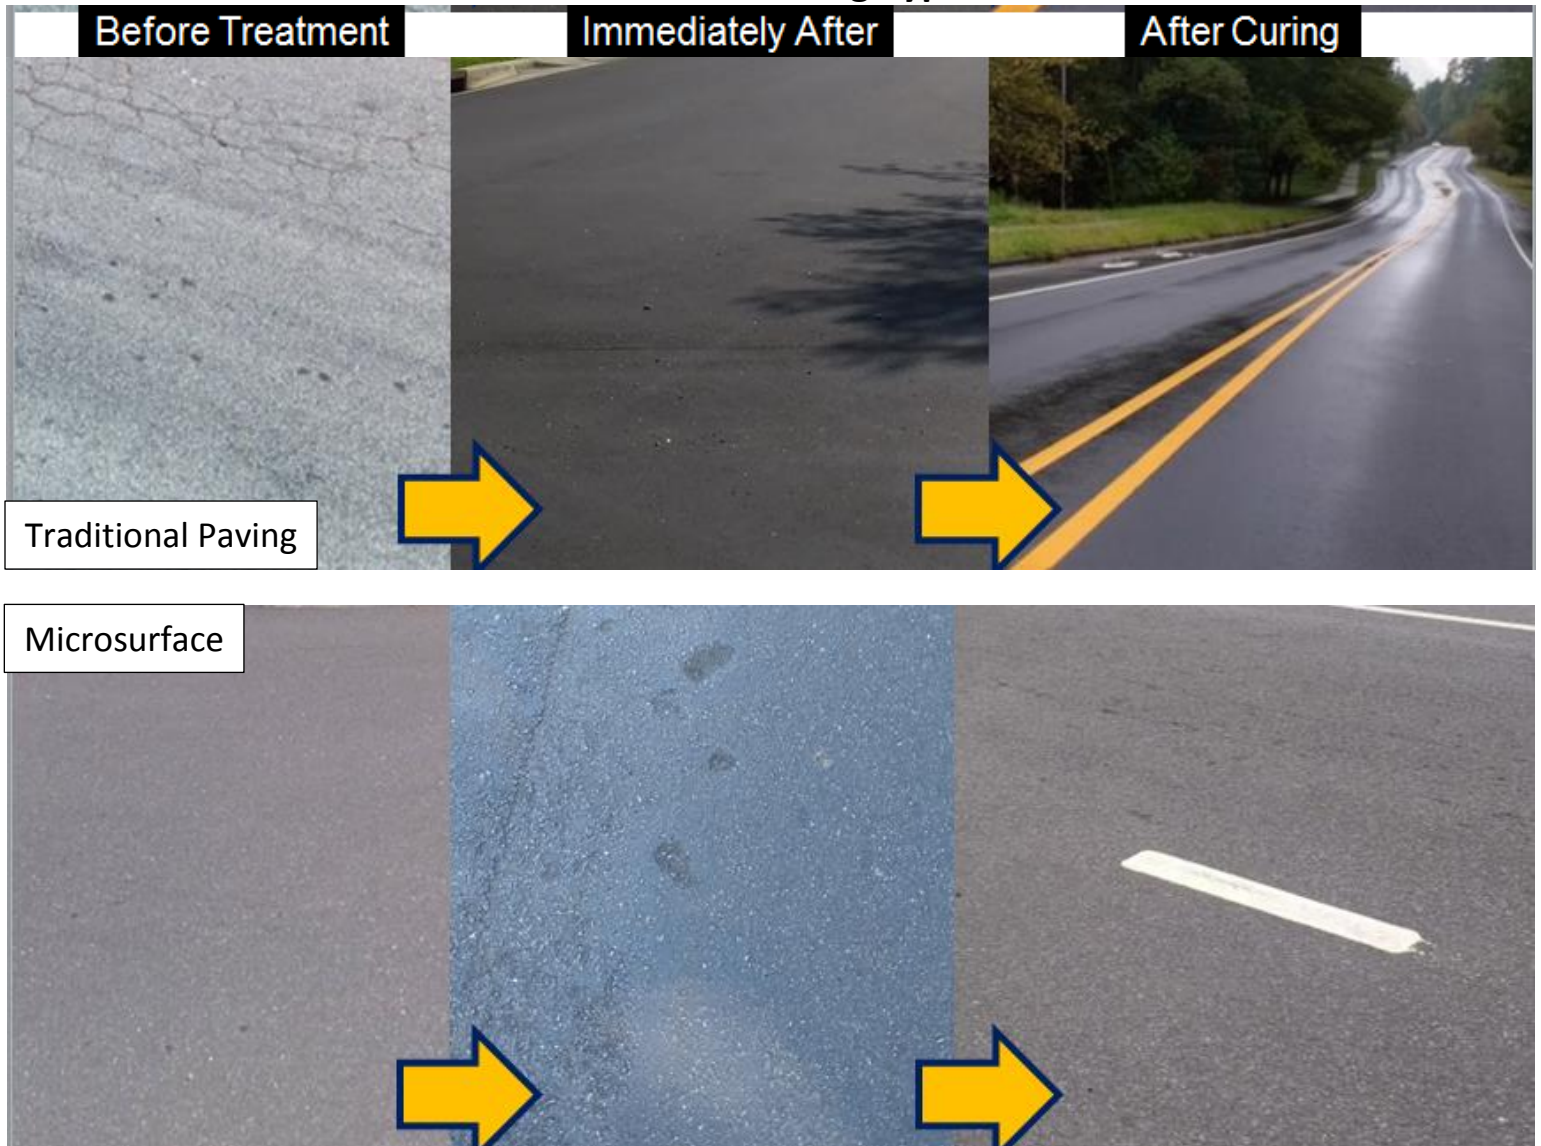 Before Treatment
Immediately After
After Curing
Traditional Paving
Microsurface